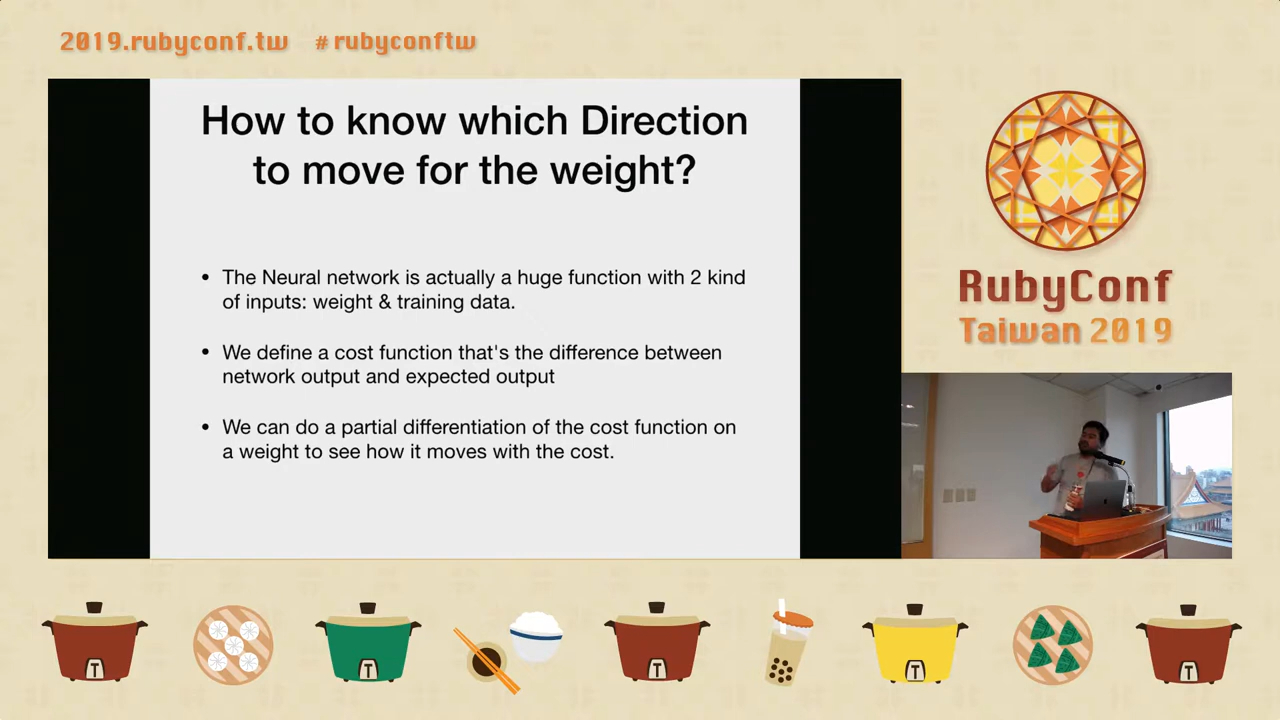 2019.rubyconf.tw #rubyconftw
How to know which Direction
to move for the weight?
• The Neural network is actually a huge function with 2 kind
of inputs: weight & training data.
• We define a cost function that's the difference between
network output and expected output
• We can do a partial differentiation of the cost function on
a weight to see how it moves with the cost.
RubyConf
Taiwan 2019
T
T
T
T
T